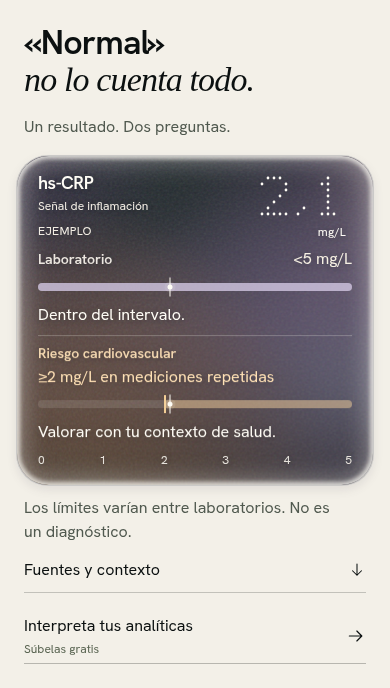 «Normal»
no lo cuenta todo.
Un resultado. Dos preguntas.
hs-CRP
2.1
Señal de inflamación
EJEMPLO
mg/L
Laboratorio
<5 mg/L
Dentro del intervalo.
Riesgo cardiovascular
≥2 mg/L en mediciones repetidas
Valorar con tu contexto de salud.
0 1 2 3 4 5
Los límites varían entre laboratorios. No es
un diagnóstico.
Fuentes y contexto ↓
Interpreta tus analíticas →
Súbelas gratis